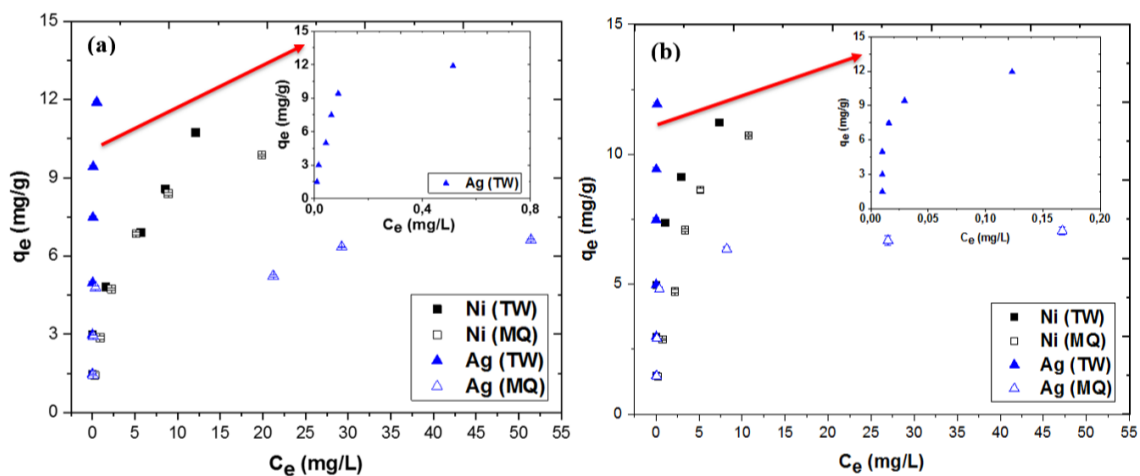 (a)
15
12
9
6
3
0
qe (mg/g)
0 5 10 15 20 25 30 35 40 45 50 55
Ce (mg/L)
15
12
9
6
3
0
qe (mg/g)
0,0 0,4 0,8
Ce (mg/L)
Ag (TW)
Ni (TW)
Ni (MQ)
Ag (TW)
Ag (MQ)
(b)
15
10
5
0
qe (mg/g)
0 5 10 15 20 25 30 35 40 45 50 55
Ce (mg/L)
15
12
9
6
3
0
qe (mg/g)
0,00 0,05 0,10 0,15 0,20
Ce (mg/L)
Ni (TW)
Ni (MQ)
Ag (TW)
Ag (MQ)